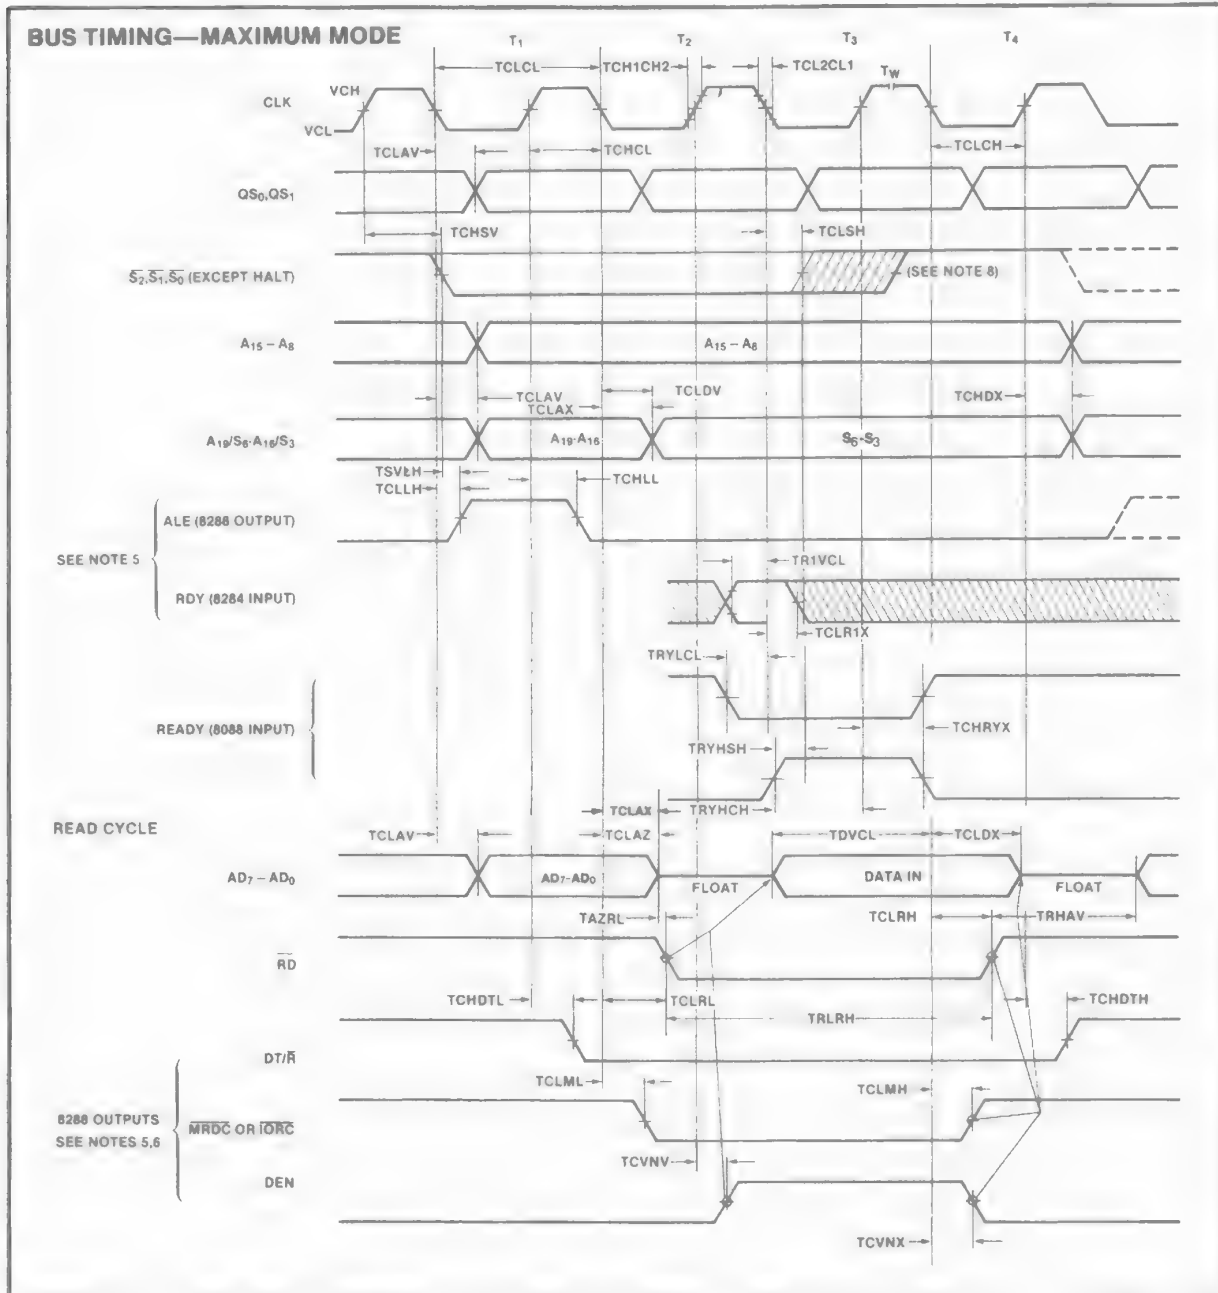 BUS TIMING—MAXIMUM MODE
T1 T2 T3 T4
TCLCL TCH1CH2 TCL2CL1
TW
VCH
CLK
VCL
TCLAV TCHCL TCLCH
QS0,QS1
TCHSV TCLSH
S2,S1,S0 (EXCEPT HALT) (SEE NOTE 8)
A15 – A8 A15 – A8
TCLAV TCLDV TCHDX
TCLAX
A19/S6-A16/S3 A19-A16 S6-S3
TSVLH TCHLL
TCLLH
ALE (8288 OUTPUT)
SEE NOTE 5
TR1VCL
RDY (8284 INPUT)
TCLR1X
TRYLCL
READY (8088 INPUT) TCHRYX
TRYHSH
TCLAX TRYHCH
READ CYCLE
TCLAV TCLAZ TDVCL TCLDX
AD7 – AD0 AD7-AD0 FLOAT DATA IN FLOAT
TAZRL TCLRH TRHAV
RD
TCHDTL TCLRL TCHDTH
TRLRH
DT/R
TCLML TCLMH
8288 OUTPUTS
SEE NOTES 5,6
MRDC OR IORC
TCVNV
DEN
TCVNX